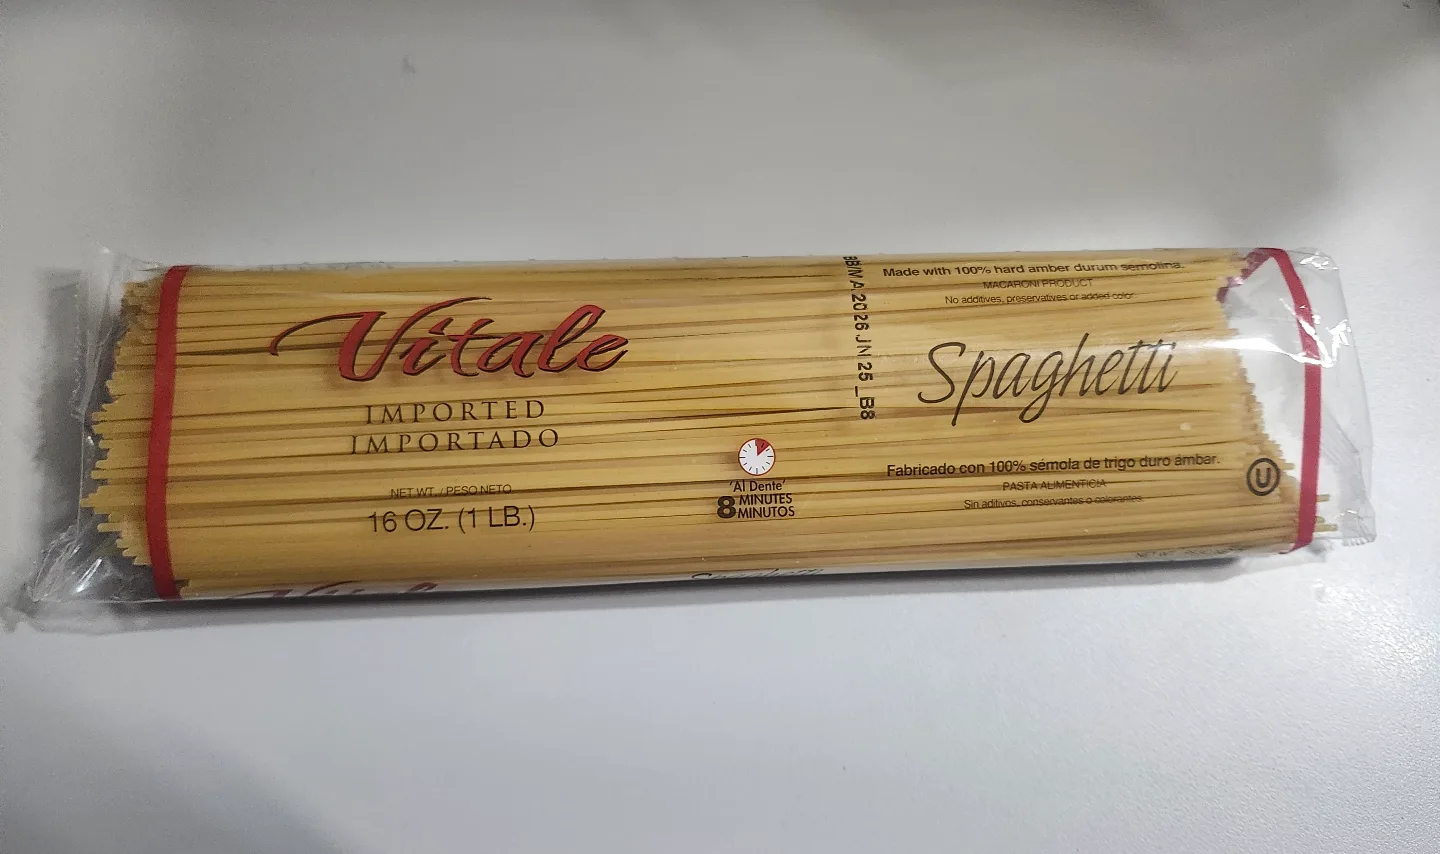 Vitale
IMPORTED
IMPORTADO
NET WT. / PESO NETO
16 OZ. (1 LB.)
'Al Dente'
8 MINUTES
MINUTOS
2026 JN 25 _B8
Made with 100% hard amber durum semolina.
MACARONI PRODUCT
No additives, preservatives or added color
Spaghetti
Fabricado con 100% sémola de trigo duro ámbar.
PASTA ALIMENTICIA
Sin aditivos, conservantes o colorantes
U